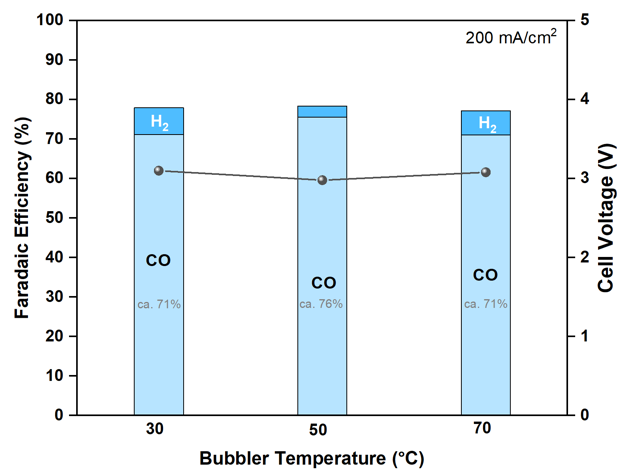 200 mA/cm²
Faradaic Efficiency (%)
100
90
80
70
60
50
40
30
20
10
0
H₂
CO
ca. 71%
CO
ca. 76%
H₂
CO
ca. 71%
5
4
3
2
1
0
Cell Voltage (V)
30 50 70
Bubbler Temperature (°C)